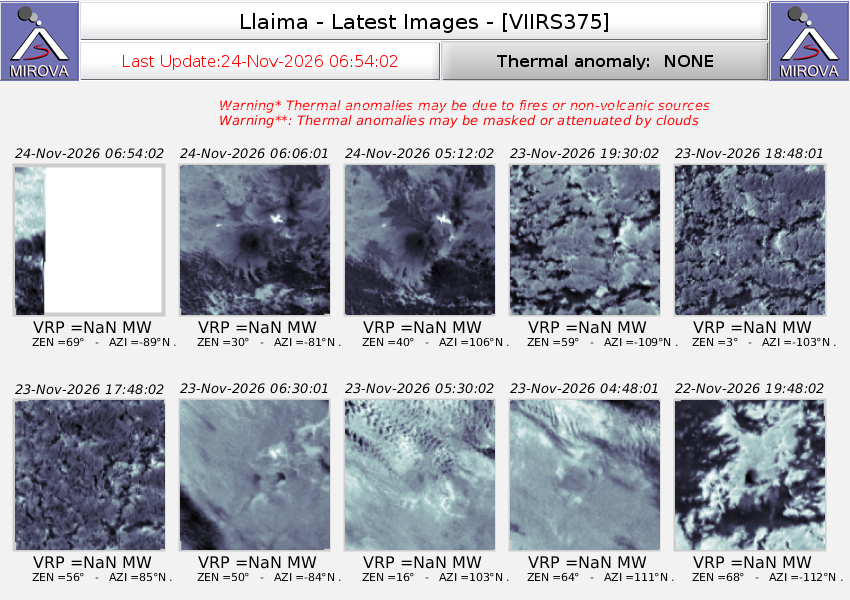 Llaima - Latest Images - [VIIRS375]
MIROVA
Last Update:24-Nov-2026 06:54:02
Thermal anomaly: NONE
MIROVA
Warning* Thermal anomalies may be due to fires or non-volcanic sources
Warning**: Thermal anomalies may be masked or attenuated by clouds
24-Nov-2026 06:54:02 24-Nov-2026 06:06:01 24-Nov-2026 05:12:02 23-Nov-2026 19:30:02 23-Nov-2026 18:48:01
VRP =NaN MW VRP =NaN MW VRP =NaN MW VRP =NaN MW VRP =NaN MW
ZEN =69° - AZI =-89°N . ZEN =30° - AZI =-81°N . ZEN =40° - AZI =106°N . ZEN =59° - AZI =-109°N . ZEN =3° - AZI =-103°N .
23-Nov-2026 17:48:02 23-Nov-2026 06:30:01 23-Nov-2026 05:30:02 23-Nov-2026 04:48:01 22-Nov-2026 19:48:02
VRP =NaN MW VRP =NaN MW VRP =NaN MW VRP =NaN MW VRP =NaN MW
ZEN =56° - AZI =85°N . ZEN =50° - AZI =-84°N . ZEN =16° - AZI =103°N . ZEN =64° - AZI =111°N . ZEN =68° - AZI =-112°N .